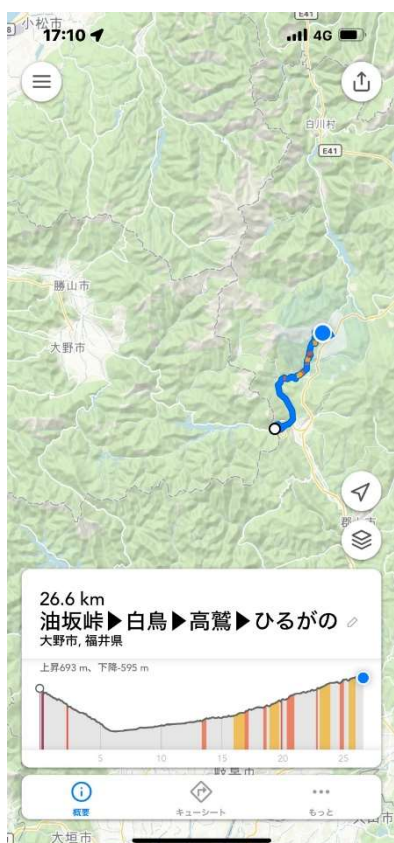 小松市
E41
17:10
4G
白川村
E41
勝山市
大野市
26.6 km
油坂峠▶白鳥▶高鷲▶ひるがの
大野市, 福井県
上昇693 m、下降-595 m
5 10 15 20 25
概要
キューシート
もっと
大垣市